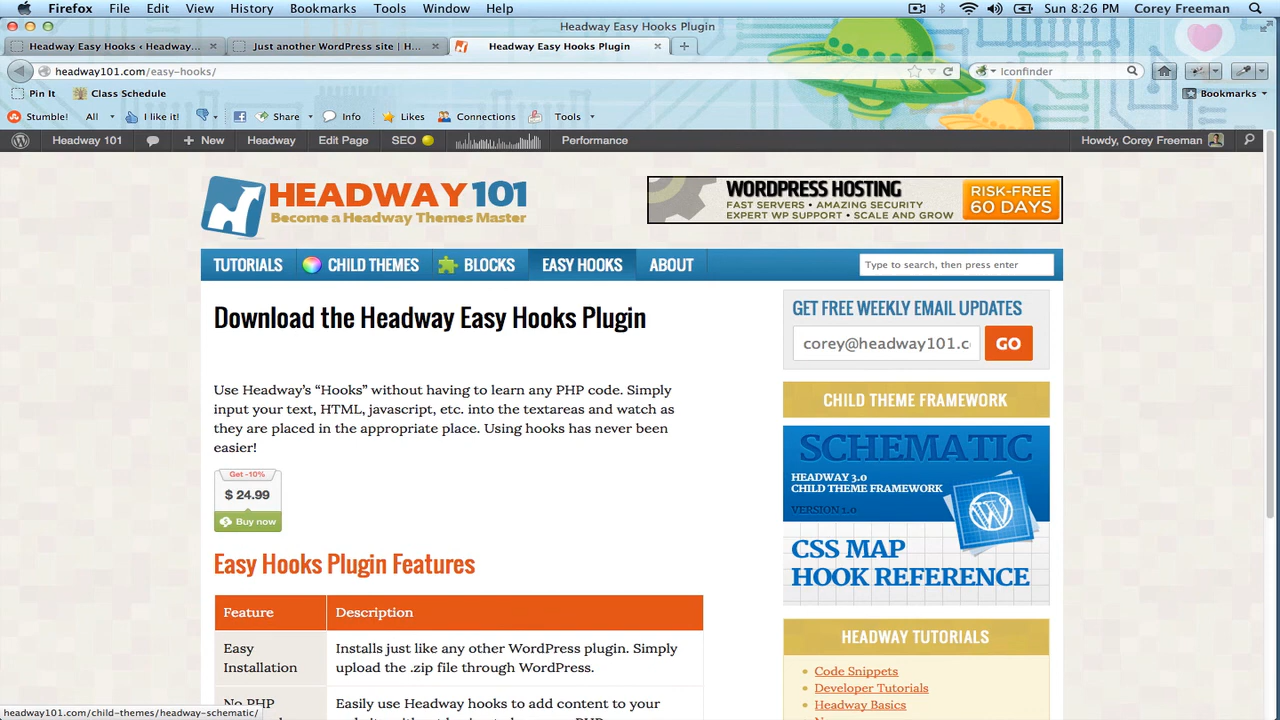 Firefox File Edit View History Bookmarks Tools Window Help Sun 8:26 PM Corey Freeman
Headway Easy Hooks Plugin
Headway Easy Hooks ‹ Headway... Just another WordPress site | H... Headway Easy Hooks Plugin
headway101.com/easy-hooks/ Iconfinder
Pin It Class Schedule Bookmarks
Stumble! All I like it! Share Info Likes Connections Tools
Headway 101 New Headway Edit Page SEO Performance Howdy, Corey Freeman
HEADWAY 101
Become a Headway Themes Master
WORDPRESS HOSTING
FAST SERVERS • AMAZING SECURITY
EXPERT WP SUPPORT • SCALE AND GROW
RISK-FREE
60 DAYS
TUTORIALS CHILD THEMES BLOCKS EASY HOOKS ABOUT Type to search, then press enter
Download the Headway Easy Hooks Plugin
Use Headway’s “Hooks” without having to learn any PHP code. Simply
input your text, HTML, javascript, etc. into the textareas and watch as
they are placed in the appropriate place. Using hooks has never been
easier!
Get -10%
$ 24.99
Buy now
Easy Hooks Plugin Features
Feature Description
Easy
Installation
Installs just like any other WordPress plugin. Simply
upload the .zip file through WordPress.
No PHP
Easily use Headway hooks to add content to your
GET FREE WEEKLY EMAIL UPDATES
corey@headway101.c GO
CHILD THEME FRAMEWORK
SCHEMATIC
HEADWAY 3.0
CHILD THEME FRAMEWORK
VERSION 1.0
CSS MAP
HOOK REFERENCE
HEADWAY TUTORIALS
Code Snippets
Developer Tutorials
Headway Basics
headway101.com/child-themes/headway-schematic/